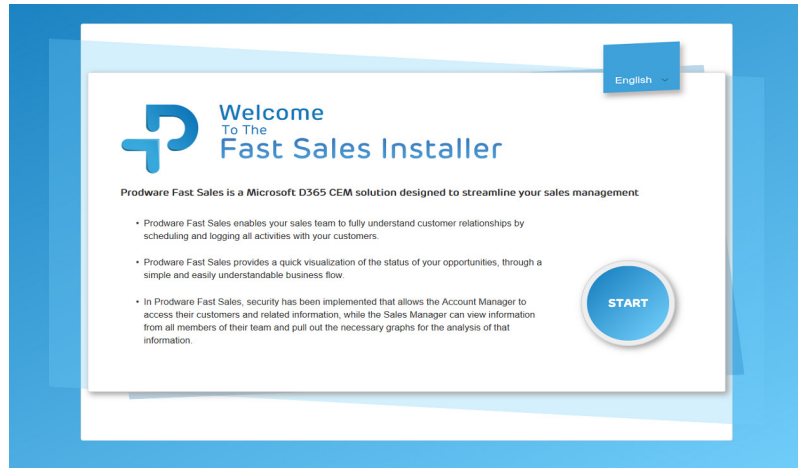 English
Welcome
To The
Fast Sales Installer
Prodware Fast Sales is a Microsoft D365 CEM solution designed to streamline your sales management
• Prodware Fast Sales enables your sales team to fully understand customer relationships by
scheduling and logging all activities with your customers.
• Prodware Fast Sales provides a quick visualization of the status of your opportunities, through a
simple and easily understandable business flow.
• In Prodware Fast Sales, security has been implemented that allows the Account Manager to
access their customers and related information, while the Sales Manager can view information
from all members of their team and pull out the necessary graphs for the analysis of that
information.
START